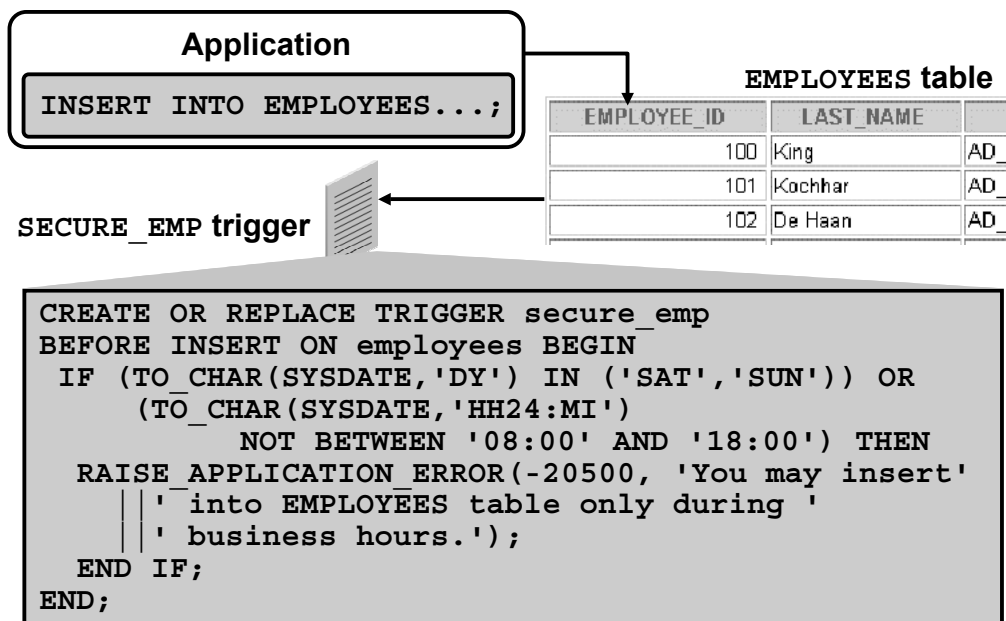 Application
INSERT INTO EMPLOYEES...;
EMPLOYEES table
EMPLOYEE_ID LAST_NAME
100 King AD_
101 Kochhar AD_
102 De Haan AD_
SECURE_EMP trigger
CREATE OR REPLACE TRIGGER secure_emp
BEFORE INSERT ON employees BEGIN
IF (TO_CHAR(SYSDATE,'DY') IN ('SAT','SUN')) OR
(TO_CHAR(SYSDATE,'HH24:MI')
NOT BETWEEN '08:00' AND '18:00') THEN
RAISE_APPLICATION_ERROR(-20500, 'You may insert'
||' into EMPLOYEES table only during '
||' business hours.');
END IF;
END;